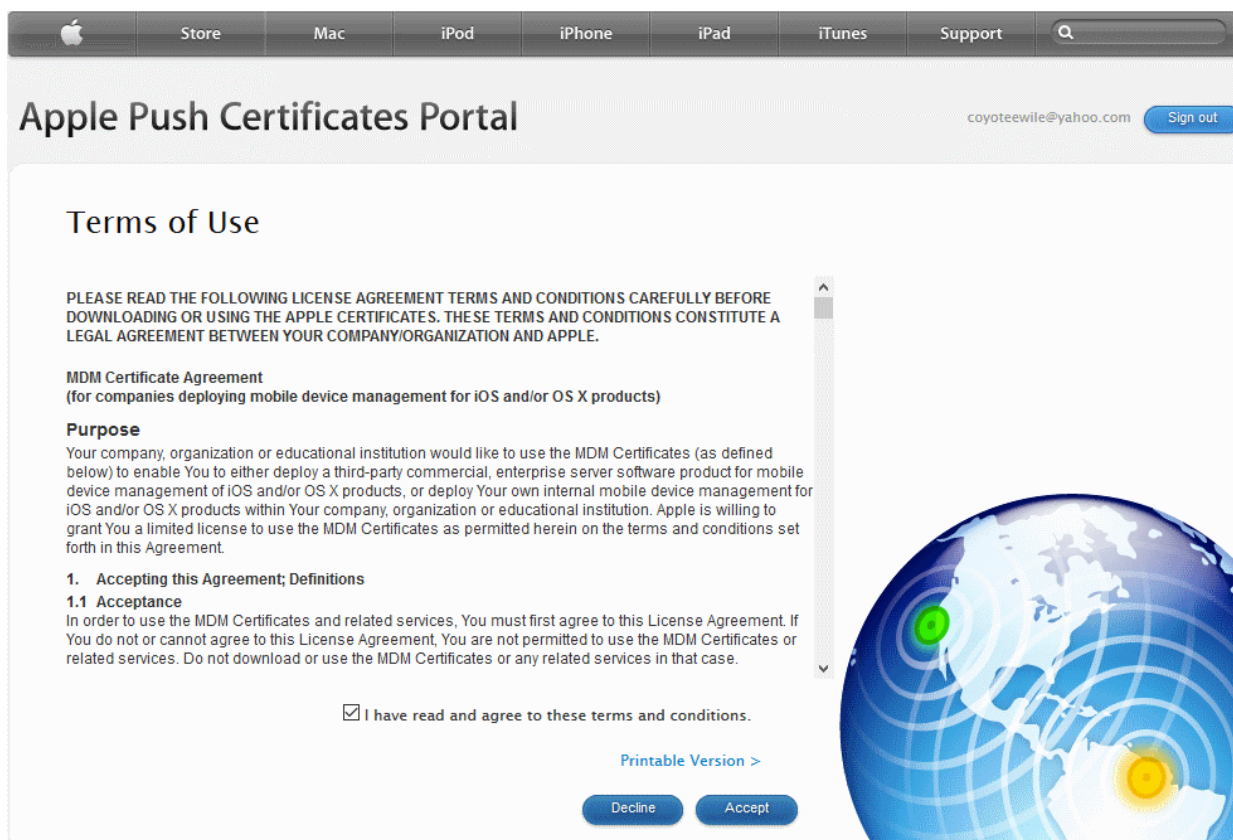 Store Mac iPod iPhone iPad iTunes Support
Apple Push Certificates Portal
coyoteewile@yahoo.com Sign out
Terms of Use
PLEASE READ THE FOLLOWING LICENSE AGREEMENT TERMS AND CONDITIONS CAREFULLY BEFORE
DOWNLOADING OR USING THE APPLE CERTIFICATES. THESE TERMS AND CONDITIONS CONSTITUTE A
LEGAL AGREEMENT BETWEEN YOUR COMPANY/ORGANIZATION AND APPLE.
MDM Certificate Agreement
(for companies deploying mobile device management for iOS and/or OS X products)
Purpose
Your company, organization or educational institution would like to use the MDM Certificates (as defined
below) to enable You to either deploy a third-party commercial, enterprise server software product for mobile
device management of iOS and/or OS X products, or deploy Your own internal mobile device management for
iOS and/or OS X products within Your company, organization or educational institution. Apple is willing to
grant You a limited license to use the MDM Certificates as permitted herein on the terms and conditions set
forth in this Agreement.
1. Accepting this Agreement; Definitions
1.1 Acceptance
In order to use the MDM Certificates and related services, You must first agree to this License Agreement. If
You do not or cannot agree to this License Agreement, You are not permitted to use the MDM Certificates or
related services. Do not download or use the MDM Certificates or any related services in that case.
I have read and agree to these terms and conditions.
Printable Version >
Decline Accept